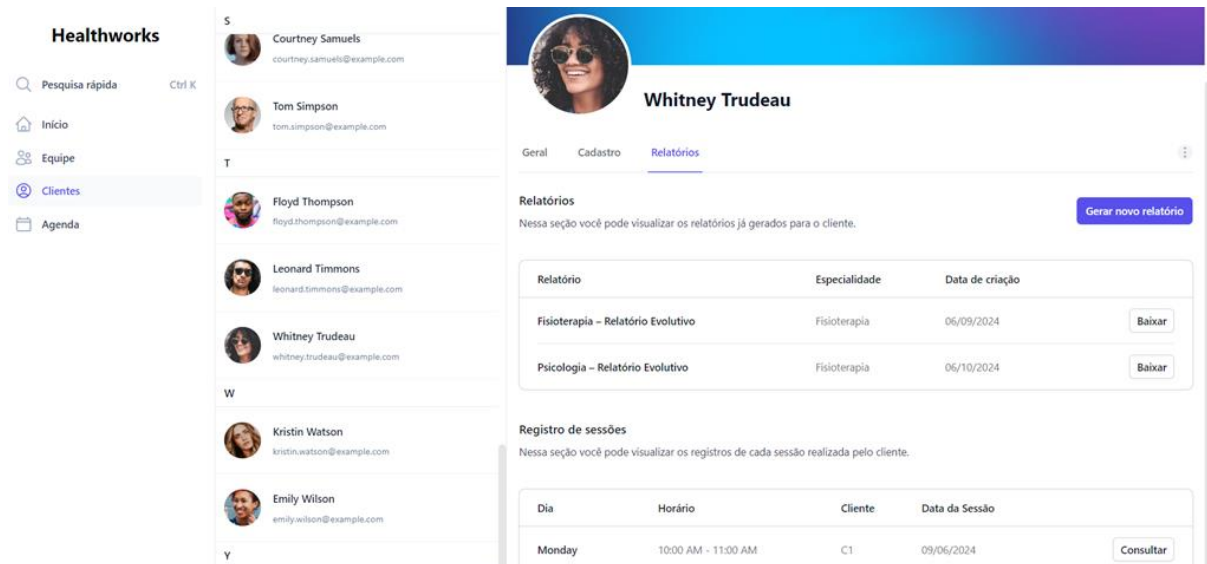 Healthworks
Pesquisa rápida Ctrl K
Início
Equipe
Clientes
Agenda
S
Courtney Samuels
courtney.samuels@example.com
Tom Simpson
tom.simpson@example.com
T
Floyd Thompson
floyd.thompson@example.com
Leonard Timmons
leonard.timmons@example.com
Whitney Trudeau
whitney.trudeau@example.com
W
Kristin Watson
kristin.watson@example.com
Emily Wilson
emily.wilson@example.com
Y
Whitney Trudeau
Geral Cadastro Relatórios
Relatórios
Nessa seção você pode visualizar os relatórios já gerados para o cliente.
Gerar novo relatório
Relatório Especialidade Data de criação
Fisioterapia – Relatório Evolutivo Fisioterapia 06/09/2024 Baixar
Psicologia – Relatório Evolutivo Fisioterapia 06/10/2024 Baixar
Registro de sessões
Nessa seção você pode visualizar os registros de cada sessão realizada pelo cliente.
Dia Horário Cliente Data da Sessão
Monday 10:00 AM - 11:00 AM C1 09/06/2024 Consultar